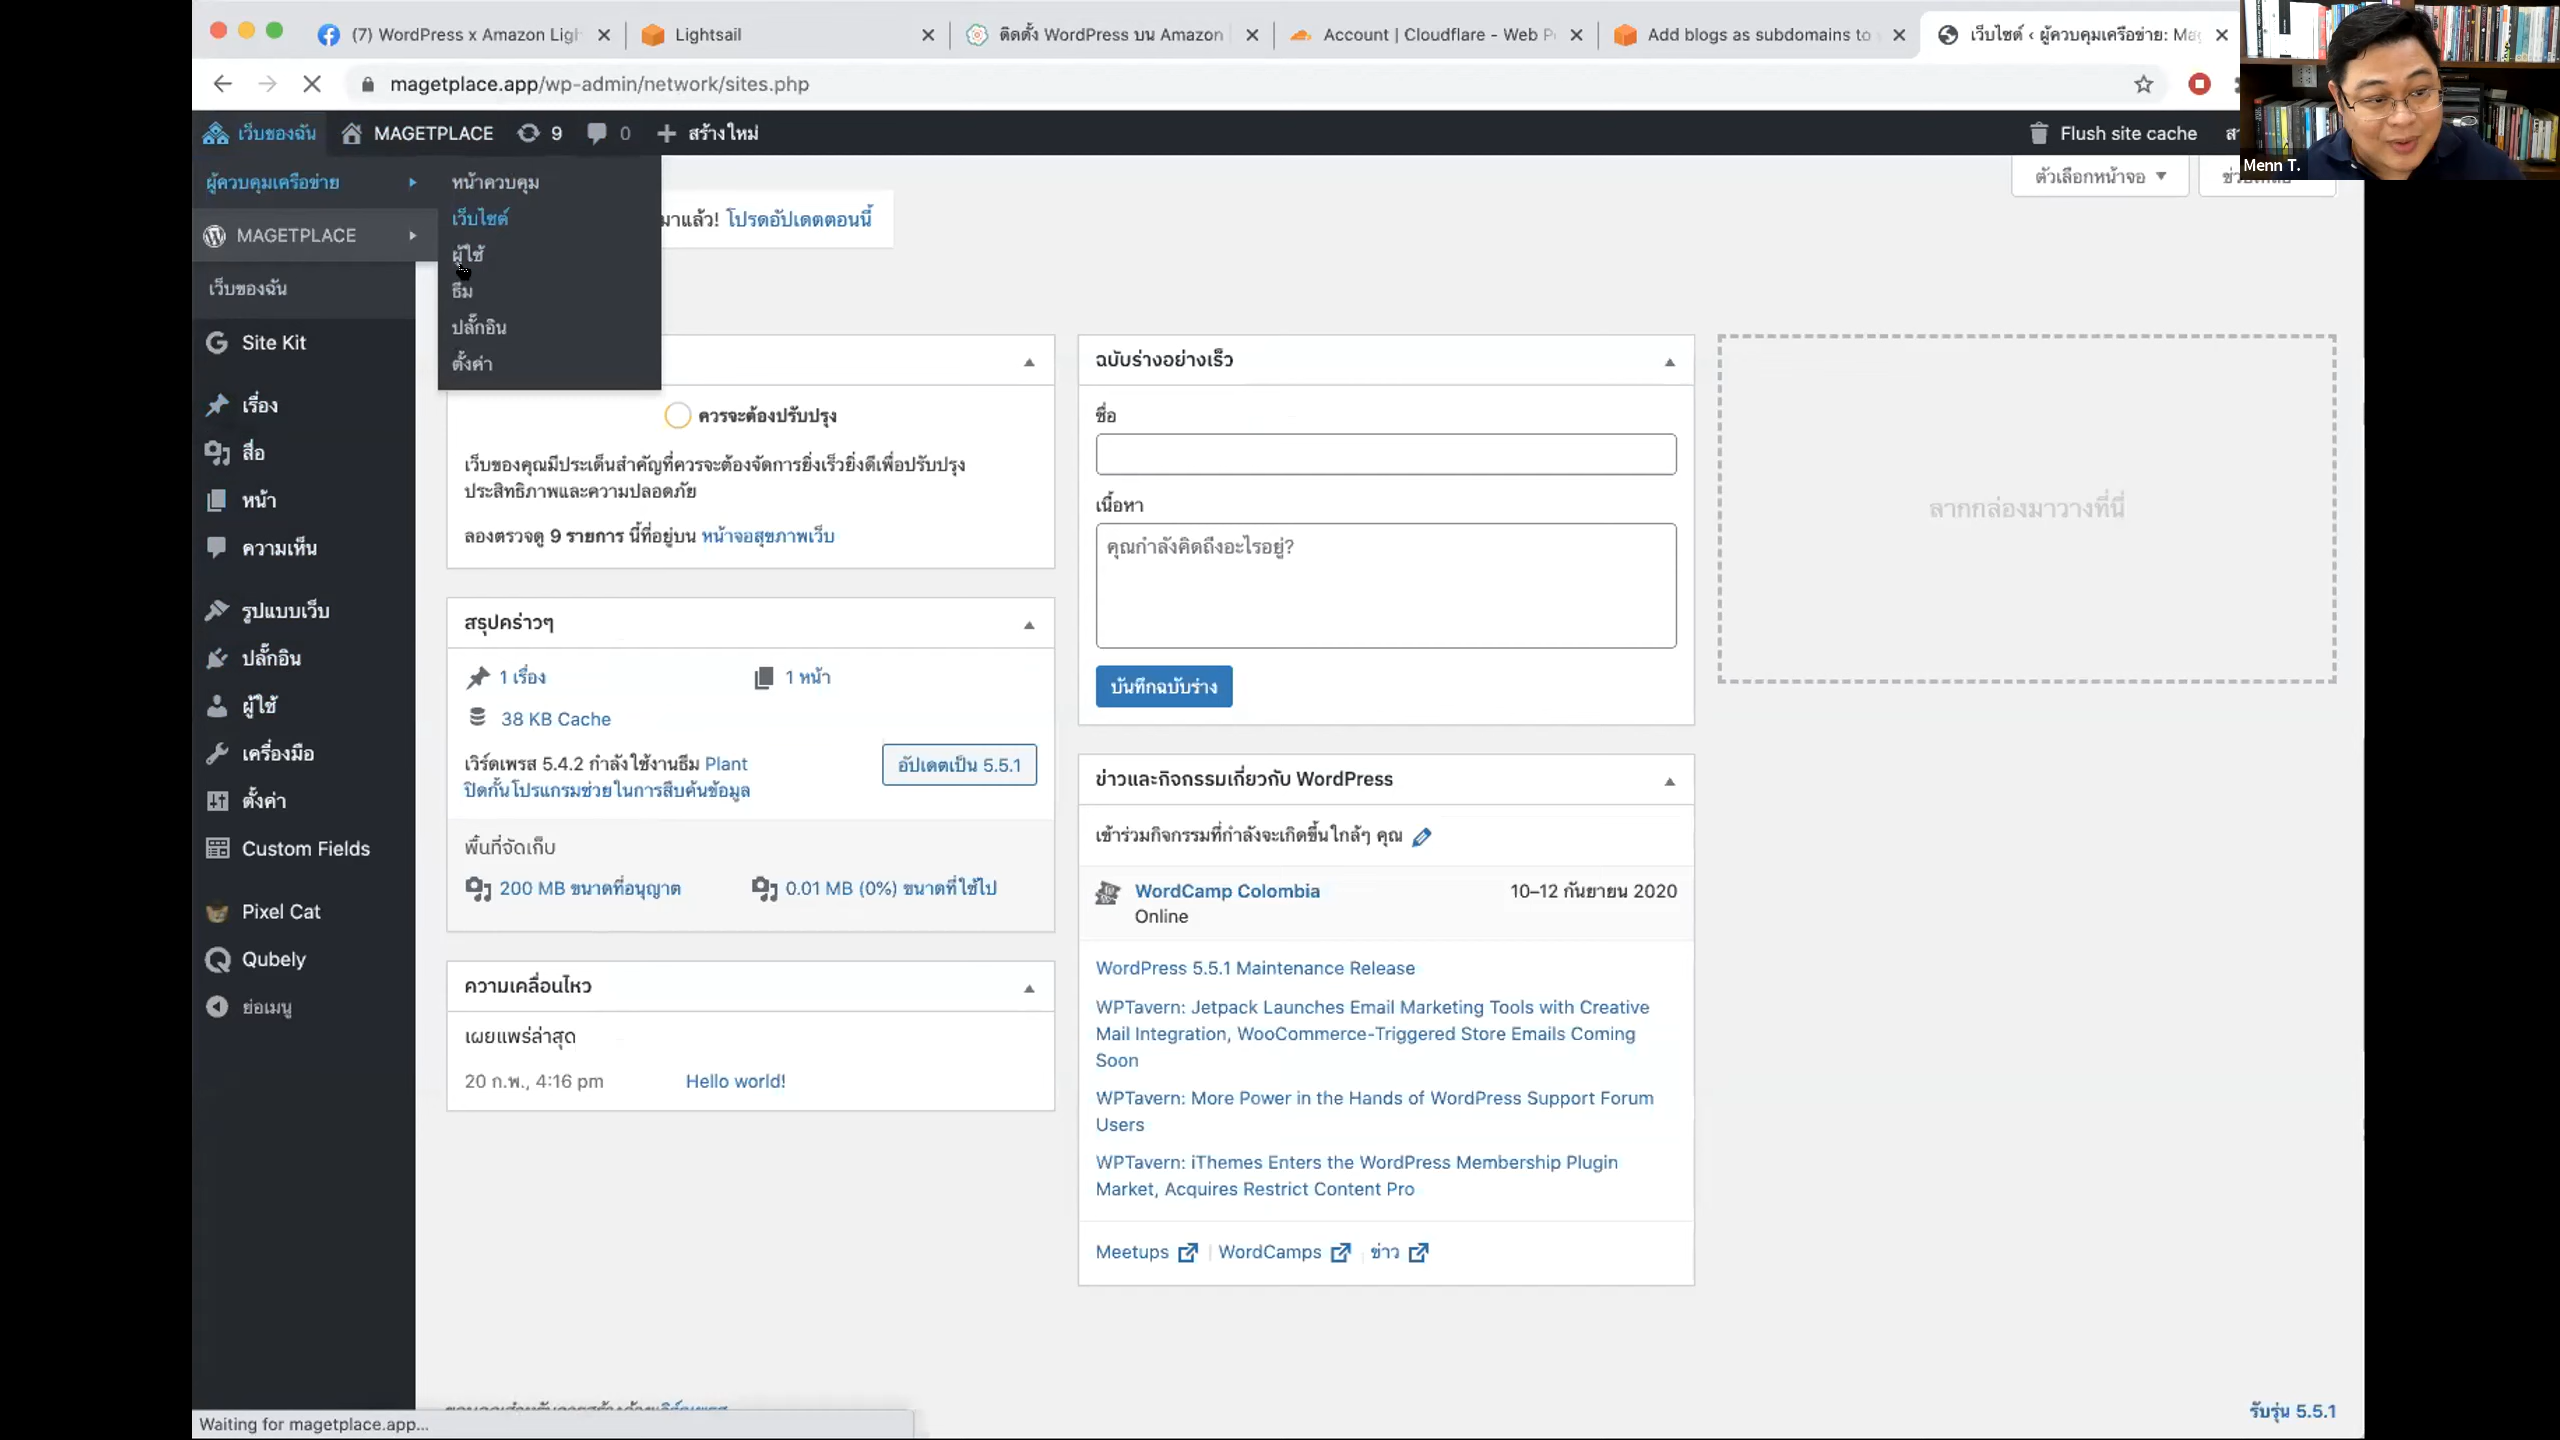 (7) WordPress x Amazon Ligh
Lightsail
ติดตั้ง WordPress บน Amazon
Account | Cloudflare - Web P
Add blogs as subdomains to
เว็บไซต์ ‹ ผู้ควบคุมเครือข่าย: Mag
magetplace.app/wp-admin/network/sites.php
เว็บของฉัน
MAGETPLACE
9
0
สร้างใหม่
Flush site cache
Menn T.
ผู้ควบคุมเครือข่าย
MAGETPLACE
เว็บของฉัน
หน้าควบคุม
เว็บไซต์
ผู้ใช้
ธีม
ปลั๊กอิน
ตั้งค่า
มาแล้ว! โปรดอัปเดตตอนนี้
ตัวเลือกหน้าจอ
Site Kit
เรื่อง
สื่อ
หน้า
ความเห็น
รูปแบบเว็บ
ปลั๊กอิน
ผู้ใช้
เครื่องมือ
ตั้งค่า
Custom Fields
Pixel Cat
Qubely
ย่อเมนู
ควรจะต้องปรับปรุง
เว็บของคุณมีประเด็นสำคัญที่ควรจะต้องจัดการยิ่งเร็วยิ่งดีเพื่อปรับปรุง
ประสิทธิภาพและความปลอดภัย
ลองตรวจดู 9 รายการ นี้ที่อยู่บน หน้าจอสุขภาพเว็บ
สรุปคร่าวๆ
1 เรื่อง
1 หน้า
38 KB Cache
เวิร์ดเพรส 5.4.2 กำลังใช้งานธีม Plant
อัปเดตเป็น 5.5.1
ปิดกั้นโปรแกรมช่วยในการสืบค้นข้อมูล
พื้นที่จัดเก็บ
200 MB ขนาดที่อนุญาต
0.01 MB (0%) ขนาดที่ใช้ไป
ความเคลื่อนไหว
เผยแพร่ล่าสุด
20 ก.พ., 4:16 pm
Hello world!
ฉบับร่างอย่างเร็ว
ชื่อ
เนื้อหา
คุณกำลังคิดถึงอะไรอยู่?
บันทึกฉบับร่าง
ข่าวและกิจกรรมเกี่ยวกับ WordPress
เข้าร่วมกิจกรรมที่กำลังจะเกิดขึ้นใกล้ๆ คุณ
WordCamp Colombia
10–12 กันยายน 2020
Online
WordPress 5.5.1 Maintenance Release
WPTavern: Jetpack Launches Email Marketing Tools with Creative
Mail Integration, WooCommerce-Triggered Store Emails Coming
Soon
WPTavern: More Power in the Hands of WordPress Support Forum
Users
WPTavern: iThemes Enters the WordPress Membership Plugin
Market, Acquires Restrict Content Pro
Meetups | WordCamps
ข่าว
ลากกล่องมาวางที่นี่
Waiting for magetplace.app...
รับรุ่น 5.5.1